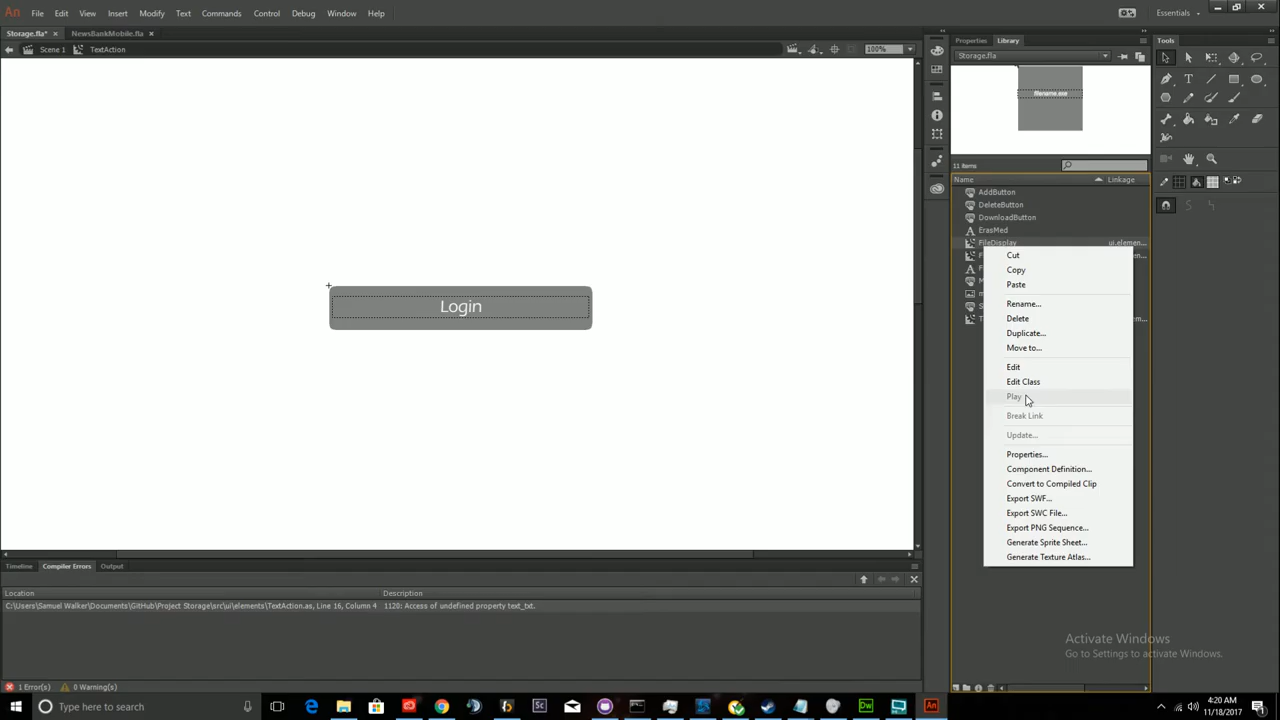 An File Edit View Insert Modify Text Commands Control Debug Window Help Essentials
Storage.fla* × NewsBankMobile.fla ×
Scene 1 TextAction 100%
Properties Library Tools
Storage.fla
filename.exe
11 items
Name Linkage
AddButton
DeleteButton
DownloadButton
ErasMed
FileDisplay ui.elemen...
Cut
Copy
Paste
Rename...
Delete
Duplicate...
Move to...
Edit
Edit Class
Play
Break Link
Update...
Properties...
Component Definition...
Convert to Compiled Clip
Export SWF...
Export SWC File...
Export PNG Sequence...
Generate Sprite Sheet...
Generate Texture Atlas...
Login
Timeline Compiler Errors Output
Location Description
C:\Users\Samuel Walker\Documents\GitHub\Project Storage\src\ui\elements\TextAction.as, Line 16, Column 4 1120: Access of undefined property text_txt.
Activate Windows
Go to Settings to activate Windows.
1 Error(s) 0 Warning(s)
Type here to search
4:20 AM
11/18/2017